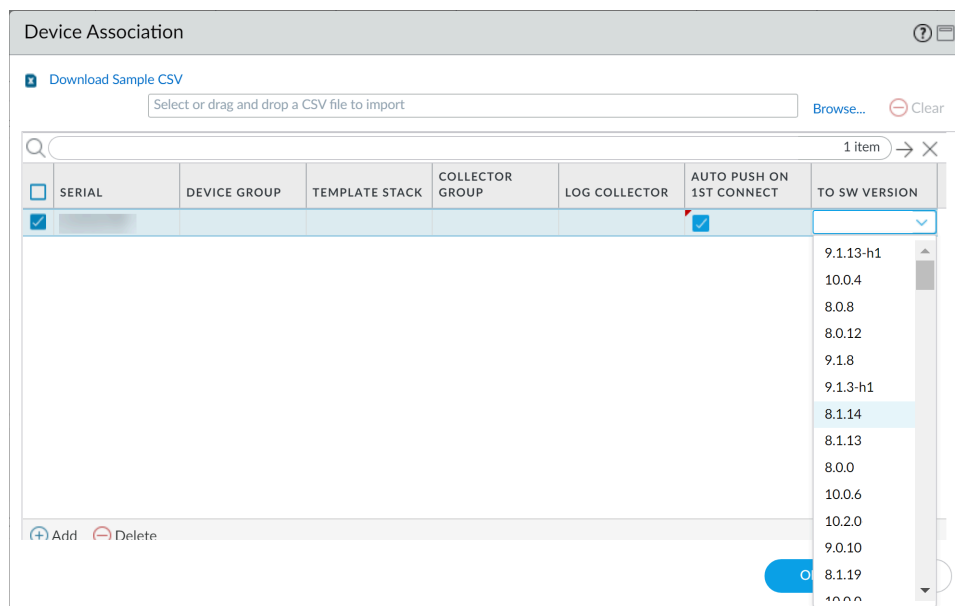 Device Association
Download Sample CSV
Select or drag and drop a CSV file to import
Browse...
Clear
1 item
SERIAL
DEVICE GROUP
TEMPLATE STACK
COLLECTOR
GROUP
LOG COLLECTOR
AUTO PUSH ON
1ST CONNECT
TO SW VERSION
9.1.13-h1
10.0.4
8.0.8
8.0.12
9.1.8
9.1.3-h1
8.1.14
8.1.13
8.0.0
10.0.6
10.2.0
9.0.10
8.1.19
10.0.0
Add
Delete